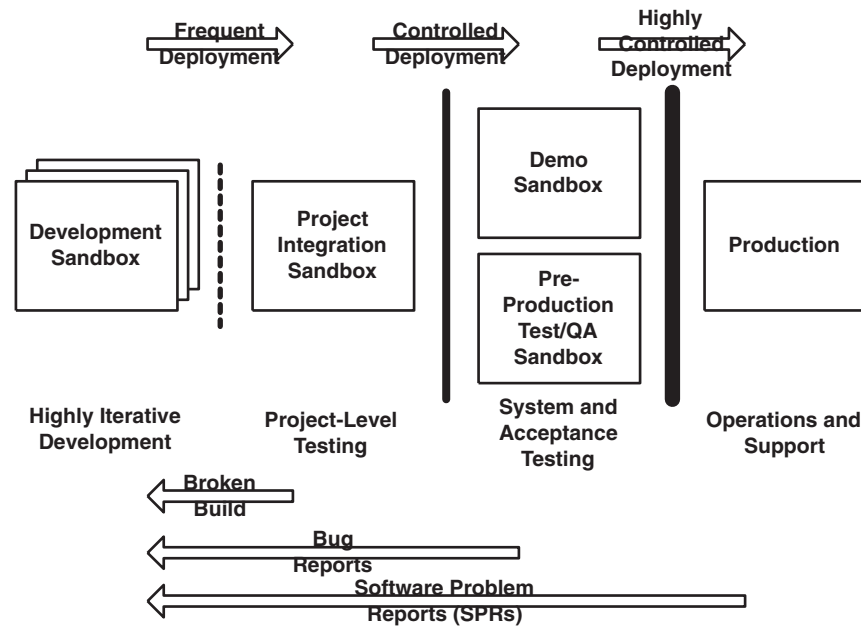 Frequent
Deployment
Controlled
Deployment
Highly
Controlled
Deployment
Development
Sandbox
Project
Integration
Sandbox
Demo
Sandbox
Pre-
Production
Test/QA
Sandbox
Production
Highly Iterative
Development
Project-Level
Testing
System and
Acceptance
Testing
Operations and
Support
Broken
Build
Bug
Reports
Software Problem
Reports (SPRs)